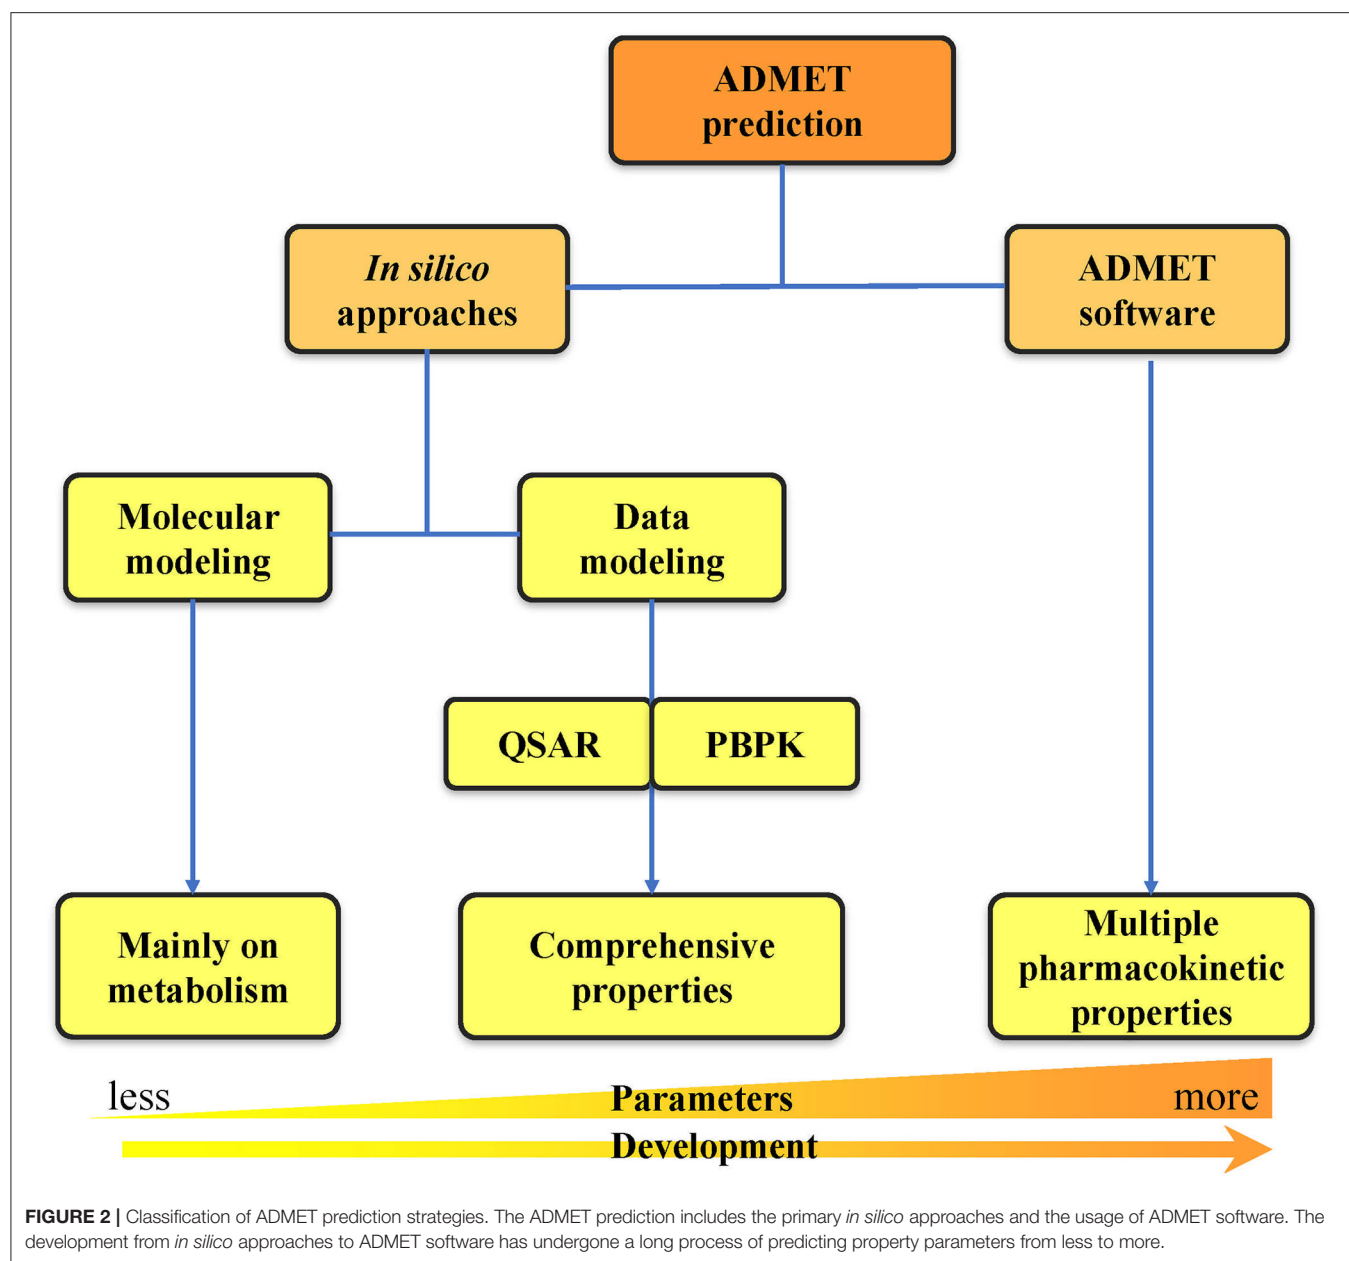 ADMET
prediction
In silico
approaches
ADMET
software
Molecular
modeling
Data
modeling
QSAR
PBPK
Mainly on
metabolism
Comprehensive
properties
Multiple
pharmacokinetic
properties
less
Parameters
more
Development
FIGURE 2 | Classification of ADMET prediction strategies. The ADMET prediction includes the primary in silico approaches and the usage of ADMET software. The
development from in silico approaches to ADMET software has undergone a long process of predicting property parameters from less to more.